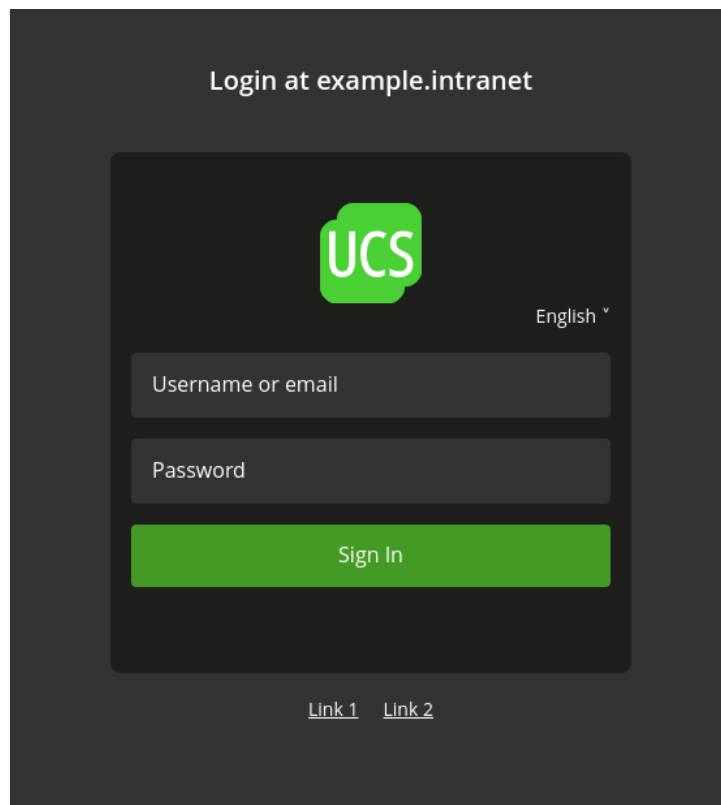 Login at example.intranet
UCS
English ˅
Username or email
Password
Sign In
Link 1 Link 2